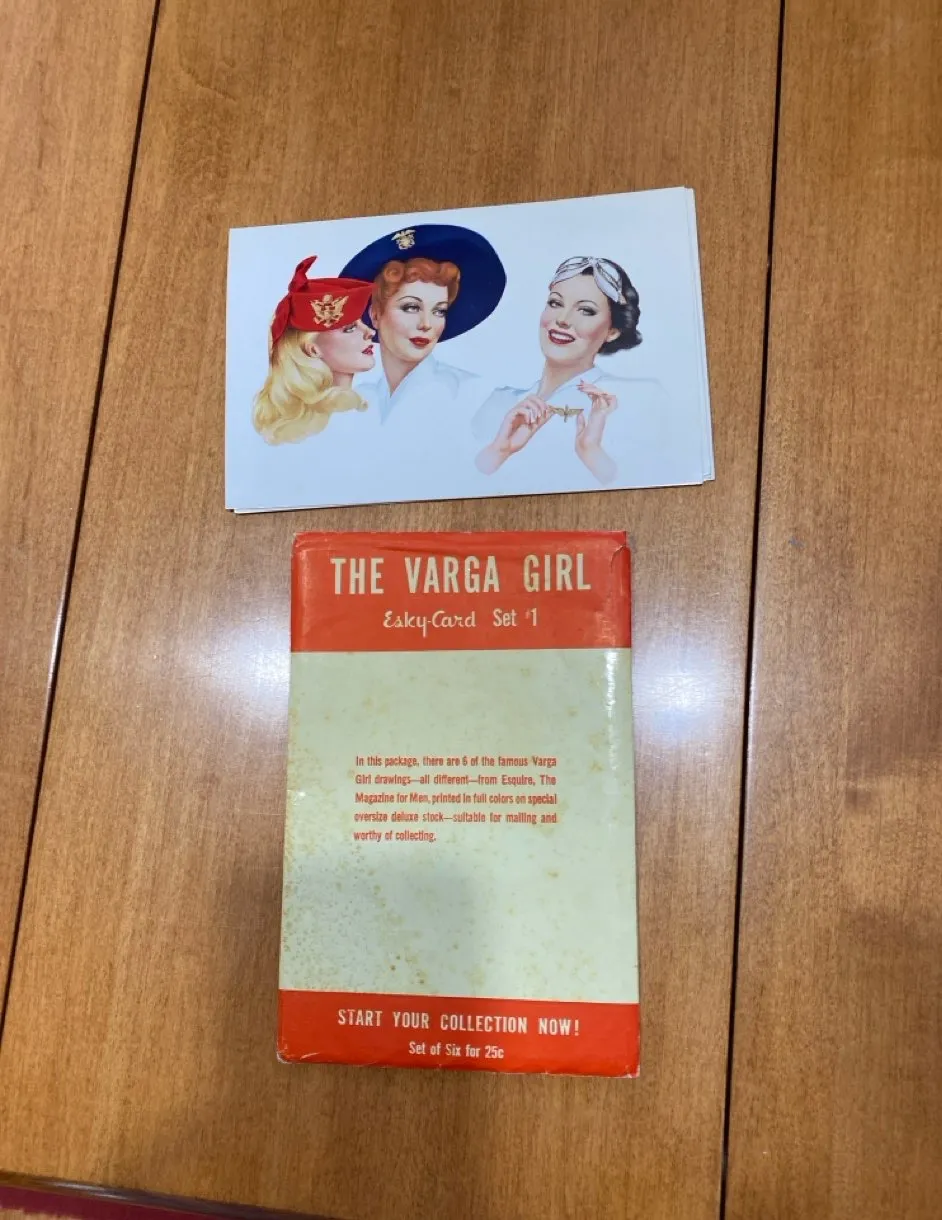 THE VARGA GIRL
Esky-Card Set #1
In this package, there are 6 of the famous Varga
Girl drawings—all different—from Esquire, The
Magazine for Men, printed in full colors on special
oversize deluxe stock—suitable for mailing and
worthy of collecting.
START YOUR COLLECTION NOW!
Set of Six for 25c